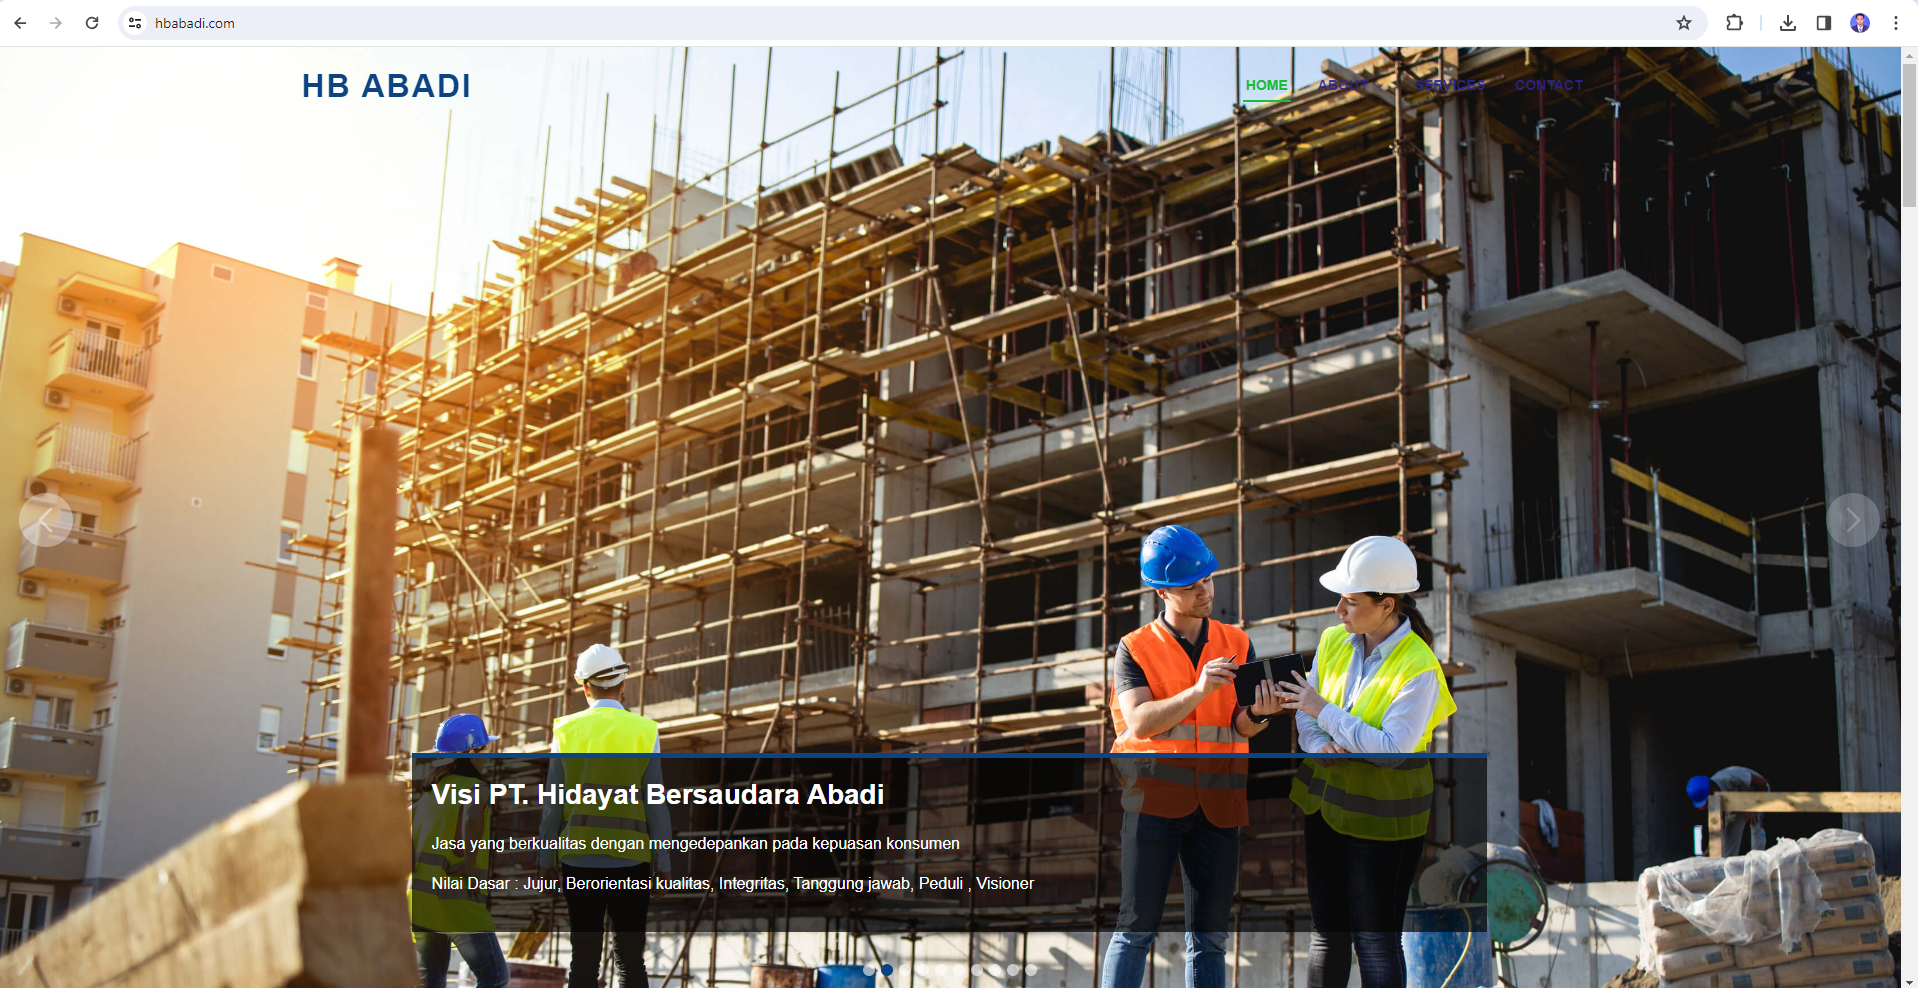 hbabadi.com
HB ABADI
HOME ABOUT SERVICES CONTACT
Visi PT. Hidayat Bersaudara Abadi
Jasa yang berkualitas dengan mengedepankan pada kepuasan konsumen
Nilai Dasar : Jujur, Berorientasi kualitas, Integritas, Tanggung jawab, Peduli , Visioner